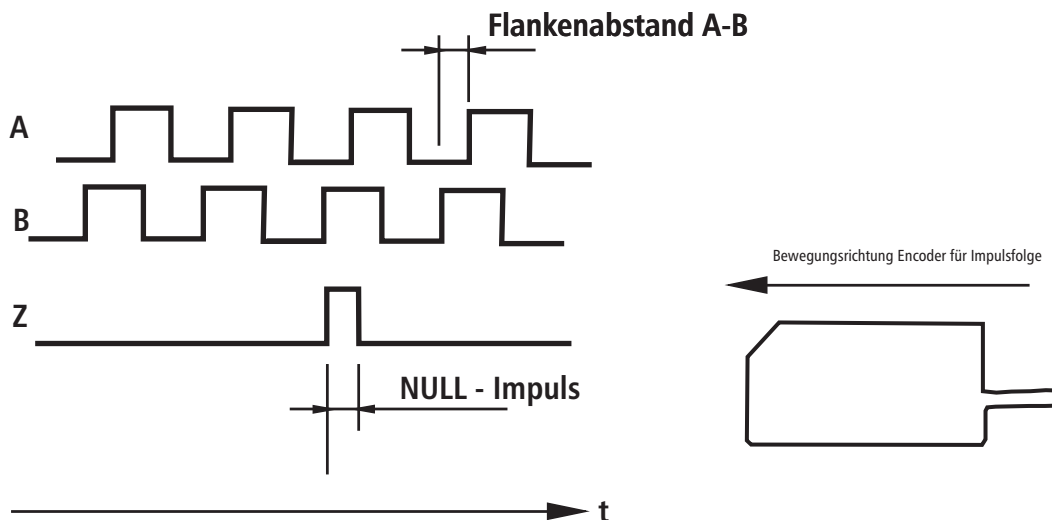 Flankenabstand A-B
A
B
Bewegungsrichtung Encoder für Impulsfolge
Z
NULL - Impuls
t